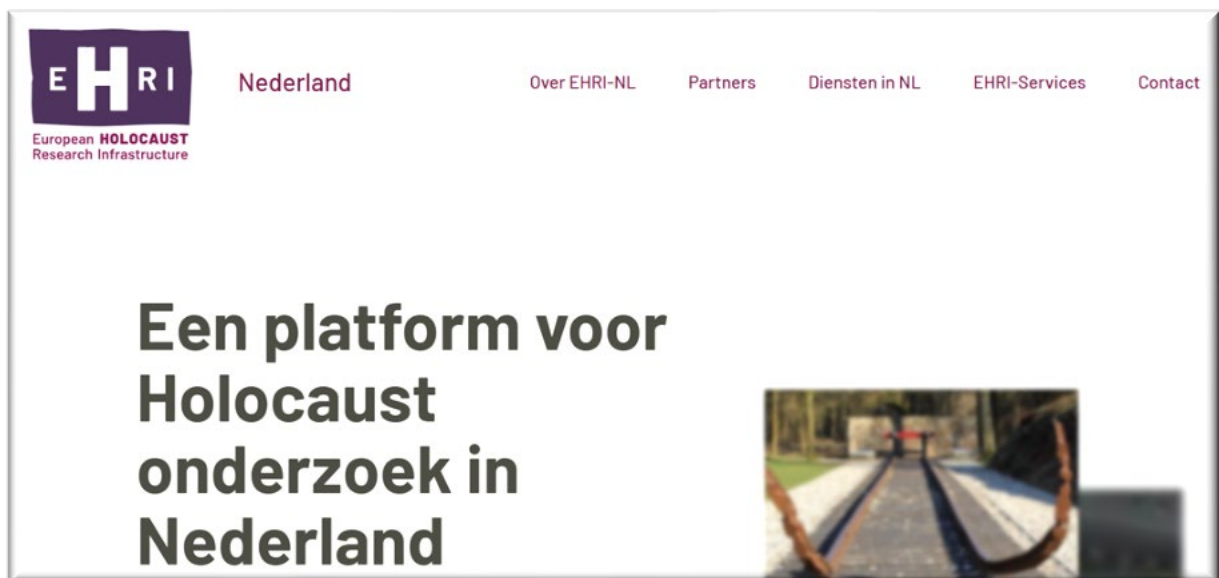 EHRI
European HOLOCAUST
Research Infrastructure
Nederland
Over EHRI-NL
Partners
Diensten in NL
EHRI-Services
Contact
Een platform voor
Holocaust
onderzoek in
Nederland